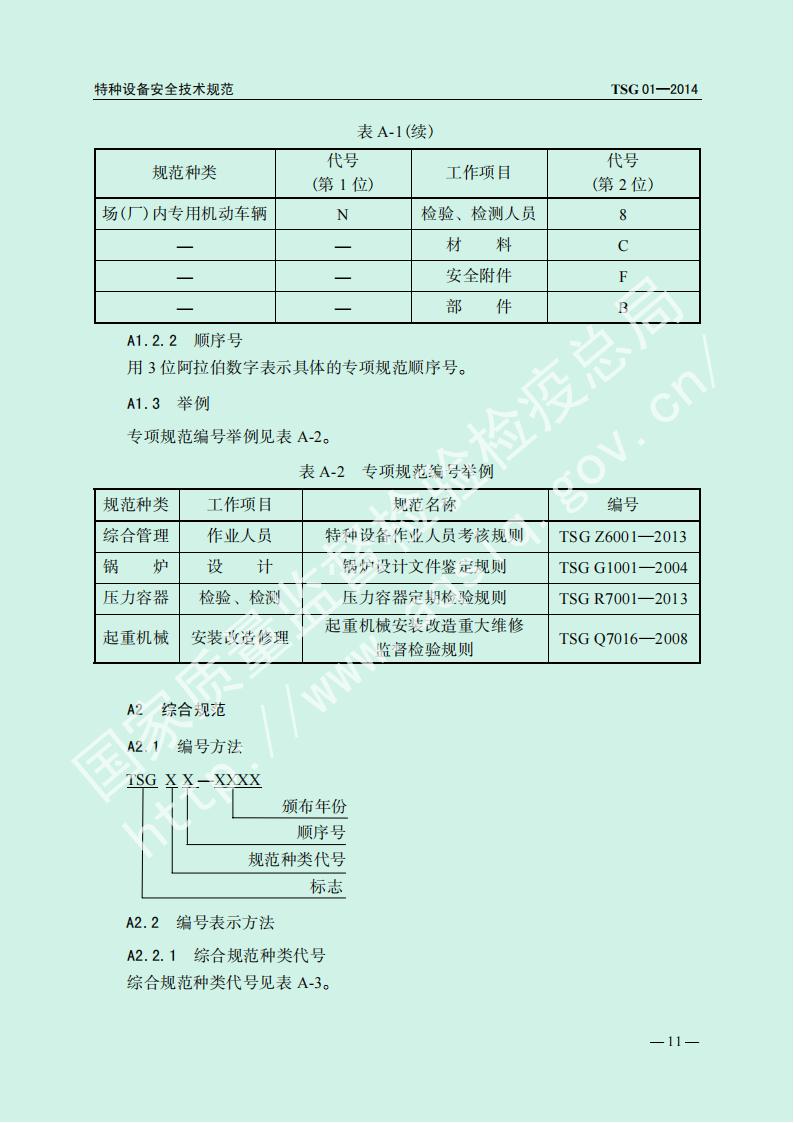 特种设备安全技术规范 TSG 01—2014
表 A-1(续)
规范种类 代号 (第 1 位) 工作项目 代号 (第 2 位)
场(厂)内专用机动车辆 N 检验、检测人员 8
— — 材 料 C
— — 安全附件 F
— — 部 件 B
A1.2.2 顺序号
用 3 位阿拉伯数字表示具体的专项规范顺序号。
A1.3 举例
专项规范编号举例见表 A-2。
表 A-2 专项规范编号举例
规范种类 工作项目 规范名称 编号
综合管理 作业人员 特种设备作业人员考核规则 TSG Z6001—2013
锅 炉 设 计 锅炉设计文件鉴定规则 TSG G1001—2004
压力容器 检验、检测 压力容器定期检验规则 TSG R7001—2013
起重机械 安装改造修理 起重机械安装改造重大维修 监督检验规则 TSG Q7016—2008
A2 综合规范
A2.1 编号方法
TSG X X —XXXX
颁布年份
顺序号
规范种类代号
标志
A2.2 编号表示方法
A2.2.1 综合规范种类代号
综合规范种类代号见表 A-3。
— 11 —
国家质量监督检验检疫总局
http://www.aqsiq.gov.cn/